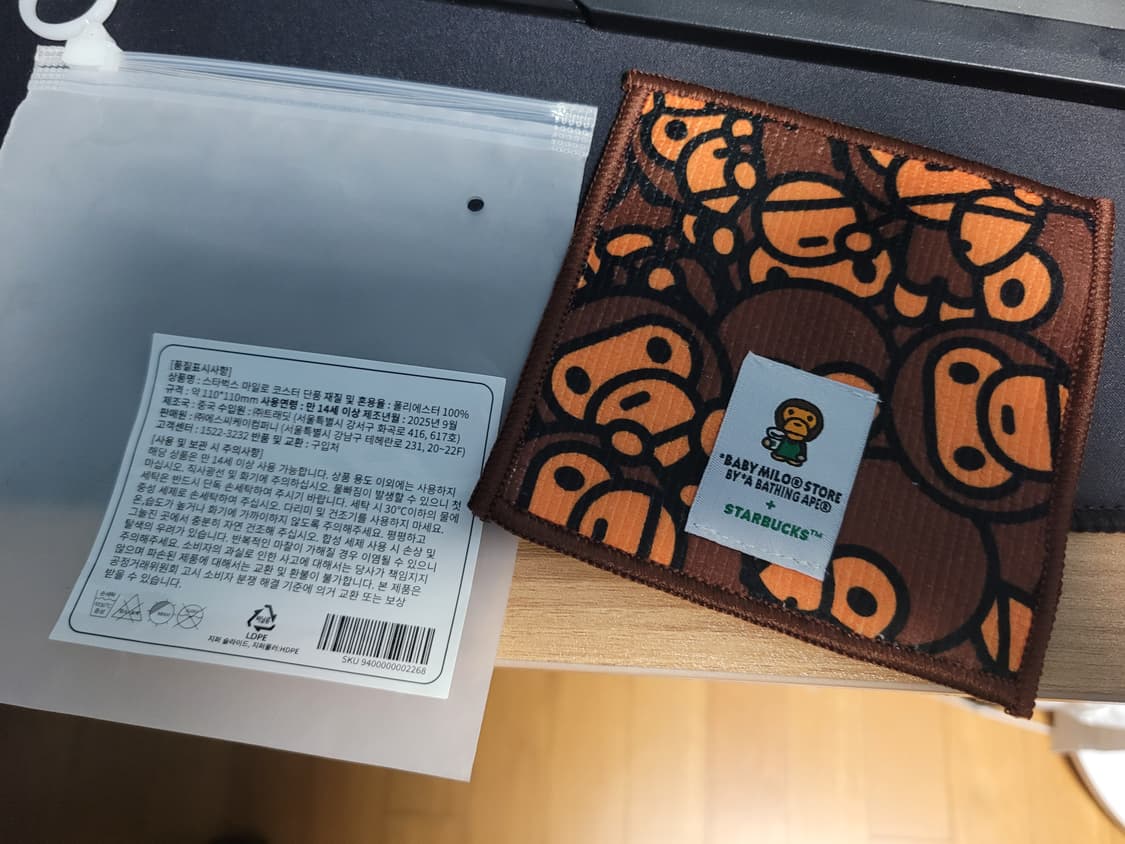 [품질표시사항]
상품명 : 스타벅스 마일로 코스터 단품 재질 및 혼용율 : 폴리에스터 100%
규격 : 약 110*110mm 사용연령 : 만 14세 이상 제조년월 : 2025년 9월
제조국 : 중국 수입원 : ㈜트래딧 (서울특별시 강서구 화곡로 416, 617호)
판매원 : ㈜에스씨케이컴퍼니 (서울특별시 강남구 테헤란로 231, 20~22F)
고객센터 : 1522-3232 반품 및 교환 : 구입처
[사용 및 보관 시 주의사항]
해당 상품은 만 14세 이상 사용 가능합니다. 상품 용도 이외에는 사용하지
마십시오. 직사광선 및 화기에 주의하십시오. 물빠짐이 발생할 수 있으니 첫
세탁은 반드시 단독 손세탁하여 주시기 바랍니다. 세탁 시 30℃이하의 물에
중성 세제로 손세탁하여 주십시오. 다리미 및 건조기를 사용하지 마세요.
온,습도가 높거나 화기에 가까이하지 않도록 주의해주세요. 평평하고
그늘진 곳에서 충분히 자연 건조해 주십시오. 합성 세제 사용 시 손상 및
탈색의 우려가 있습니다. 반복적인 마찰이 가해질 경우 이염될 수 있으니
주의해주세요. 소비자의 과실로 인한 사고에 대해서는 당사가 책임지지
않으며 파손된 제품에 대해서는 교환 및 환불이 불가합니다. 본 제품은
공정거래위원회 고시 소비자 분쟁 해결 기준에 의거 교환 또는 보상
받을 수 있습니다.
손세탁
비닐류
LDPE
지퍼 슬라이드, 지퍼풀러:HDPE
SKU 9400000002268
*BABY MILO® STORE
BY *A BATHING APE®
+
STARBUCKS™